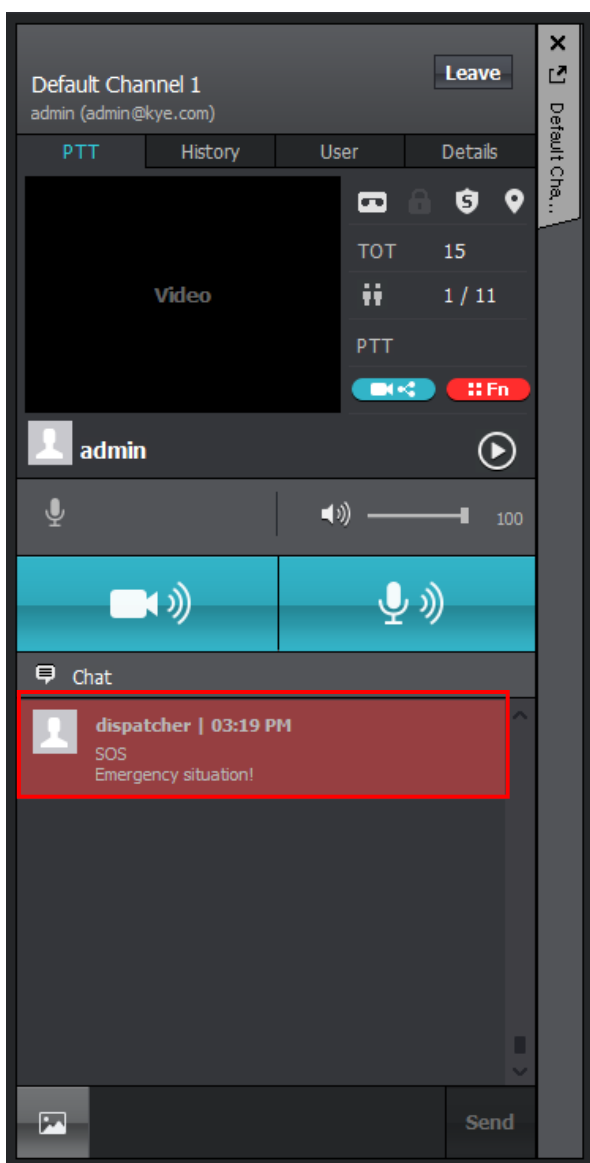 Default Channel 1
Leave
admin (admin@kye.com)
Default Cha...
PTT History User Details
S
TOT 15
Video
1 / 11
PTT
Fn
admin
100
Chat
dispatcher | 03:19 PM
SOS
Emergency situation!
Send